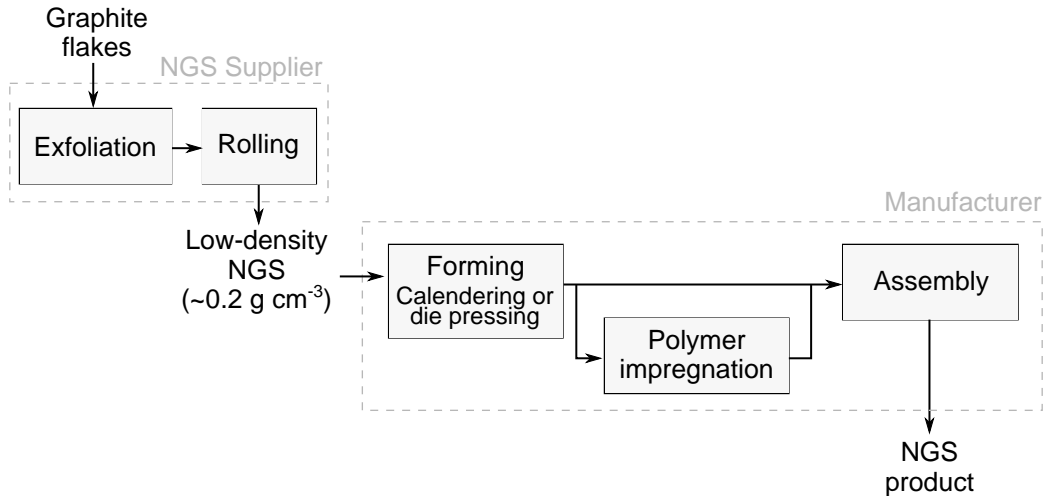 Graphite
flakes
NGS Supplier
Exfoliation
Rolling
Low-density
NGS
(~0.2 g cm⁻³)
Manufacturer
Forming
Calendering or
die pressing
Polymer
impregnation
Assembly
NGS
product